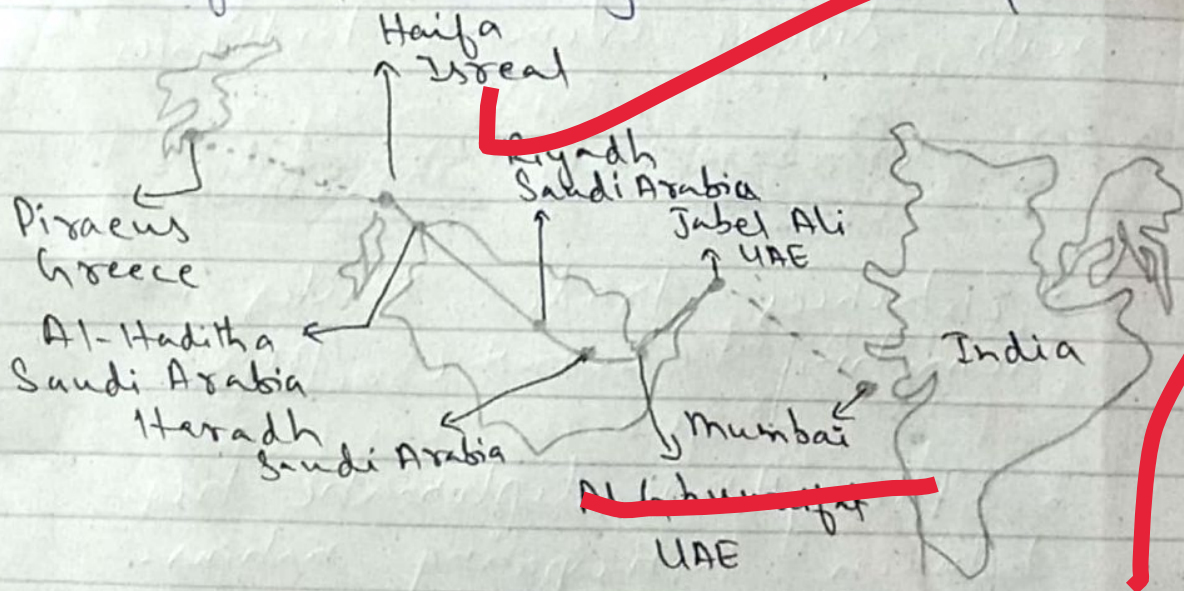 Haifa
Isreal
Riyadh
Saudi Arabia
Jabel Ali
UAE
Piraeus
Greece
Al-Haditha
Saudi Arabia
Haradh
Saudi Arabia
India
Mumbai
UAE